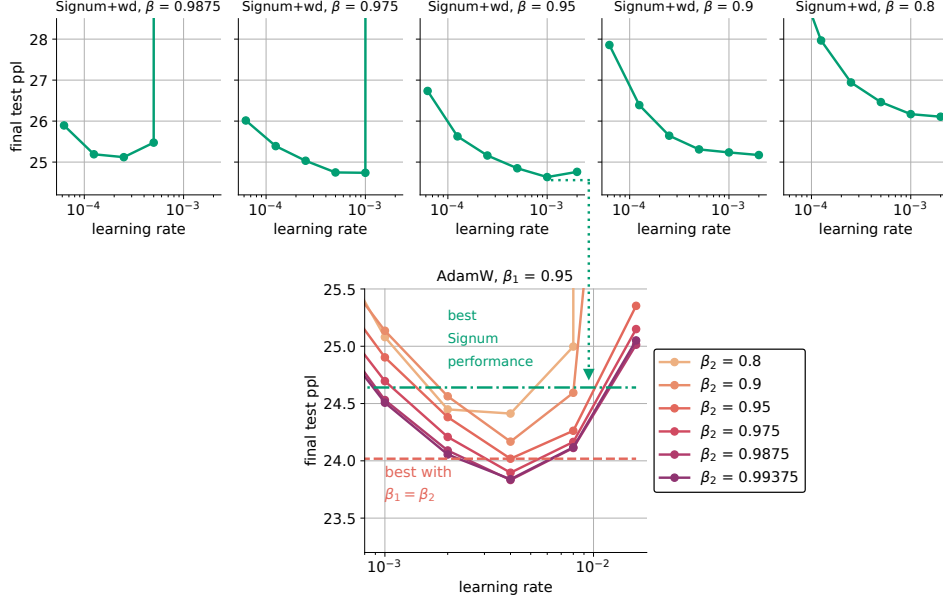 Signum+wd, β = 0.9875
Signum+wd, β = 0.975
Signum+wd, β = 0.95
Signum+wd, β = 0.9
Signum+wd, β = 0.8
final test ppl
28
27
26
25
10⁻⁴
10⁻³
learning rate
10⁻⁴
10⁻³
learning rate
10⁻⁴
10⁻³
learning rate
10⁻⁴
10⁻³
learning rate
10⁻⁴
10⁻³
learning rate
AdamW, β₁ = 0.95
final test ppl
25.5
25.0
24.5
24.0
23.5
best
Signum
performance
best with
β₁ = β₂
10⁻³
10⁻²
learning rate
β₂ = 0.8
β₂ = 0.9
β₂ = 0.95
β₂ = 0.975
β₂ = 0.9875
β₂ = 0.99375